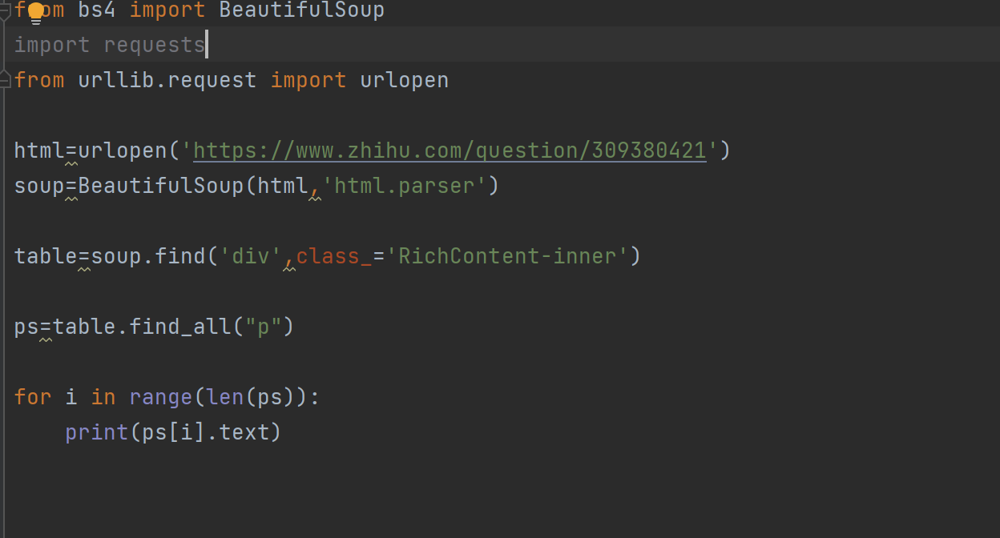 from bs4 import BeautifulSoup
import requests
from urllib.request import urlopen
html=urlopen('https://www.zhihu.com/question/309380421')
soup=BeautifulSoup(html,'html.parser')
table=soup.find('div',class_='RichContent-inner')
ps=table.find_all("p")
for i in range(len(ps)):
    print(ps[i].text)